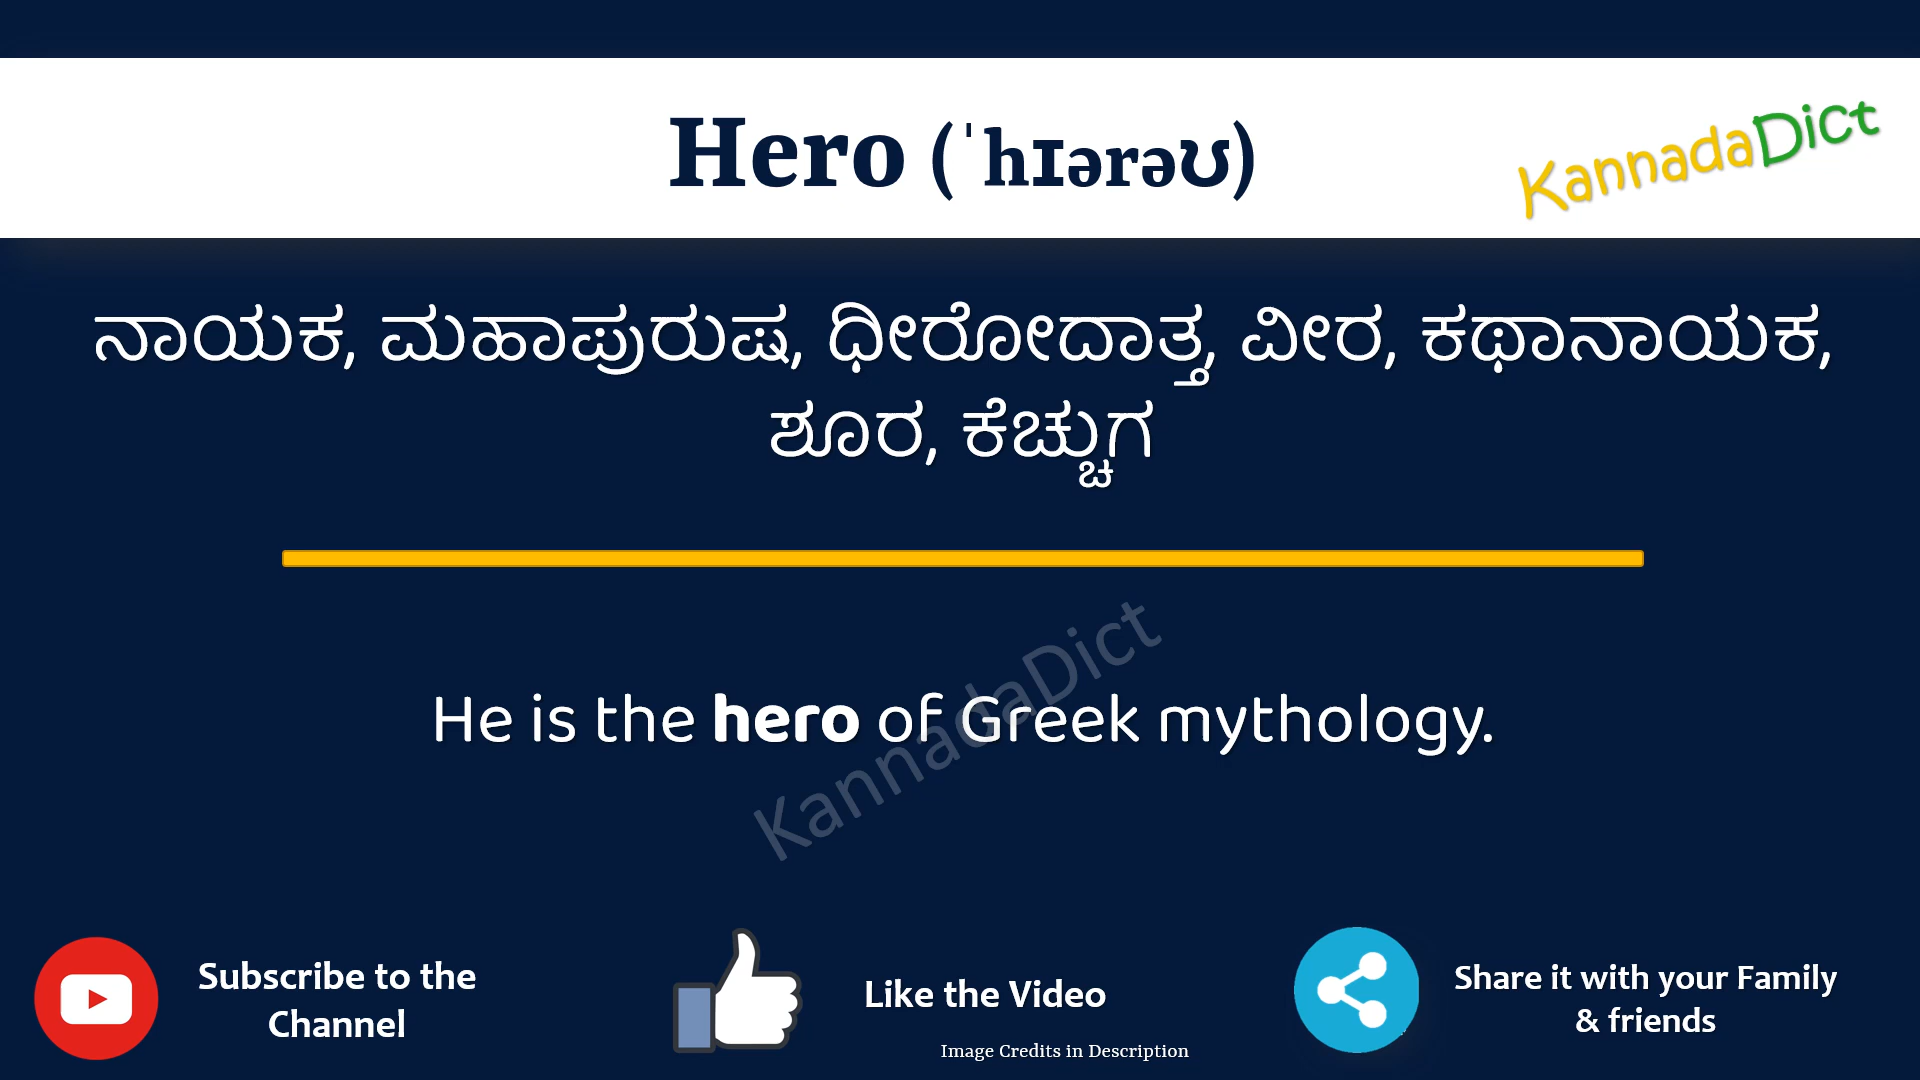 Hero (ˈhɪərəʊ)
KannadaDict
ನಾಯಕ, ಮಹಾಪುರುಷ, ಧೀರೋದಾತ್ತ, ವೀರ, ಕಥಾನಾಯಕ,
ಶೂರ, ಕೆಚ್ಚುಗ
He is the hero of Greek mythology.
KannadaDict
Subscribe to the
Channel
Like the Video
Share it with your Family
& friends
Image Credits in Description